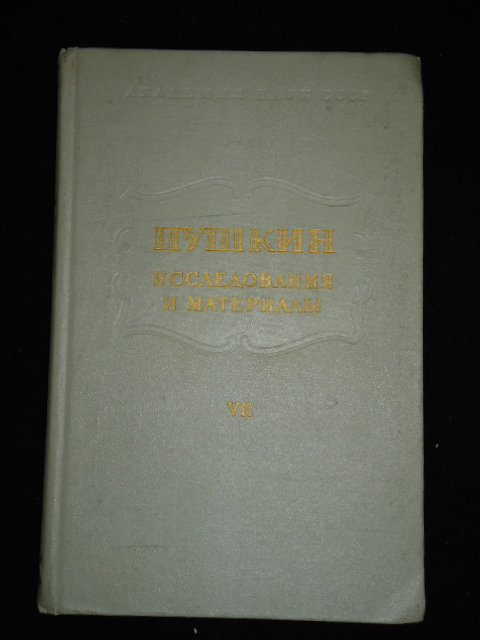 АКАДЕМИЯ НАУК СССР
ПУШКИН
ИССЛЕДОВАНИЯ
И МАТЕРИАЛЫ
VII